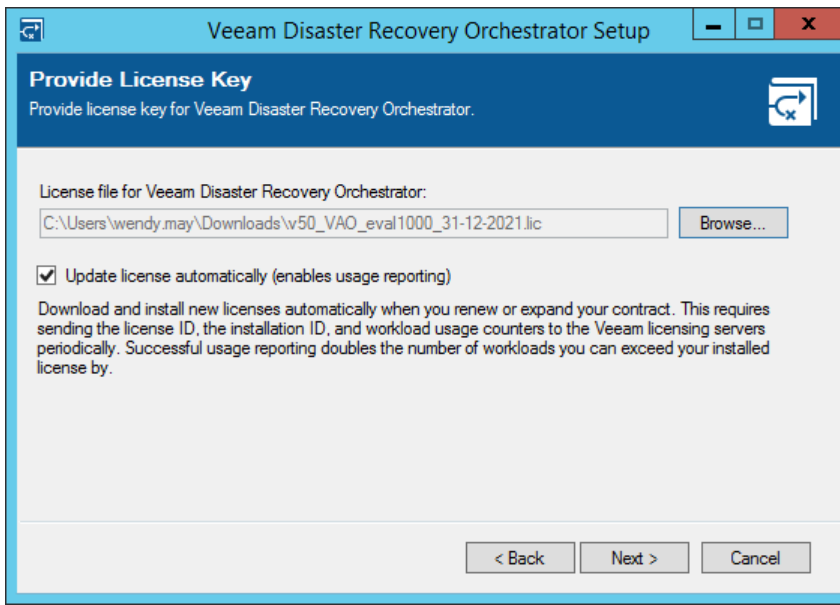 Veeam Disaster Recovery Orchestrator Setup
Provide License Key
Provide license key for Veeam Disaster Recovery Orchestrator.
License file for Veeam Disaster Recovery Orchestrator:
C:\Users\wendy.may\Downloads\v50_VAO_eval1000_31-12-2021.lic
Browse...
Update license automatically (enables usage reporting)
Download and install new licenses automatically when you renew or expand your contract. This requires
sending the license ID, the installation ID, and workload usage counters to the Veeam licensing servers
periodically. Successful usage reporting doubles the number of workloads you can exceed your installed
license by.
< Back
Next >
Cancel